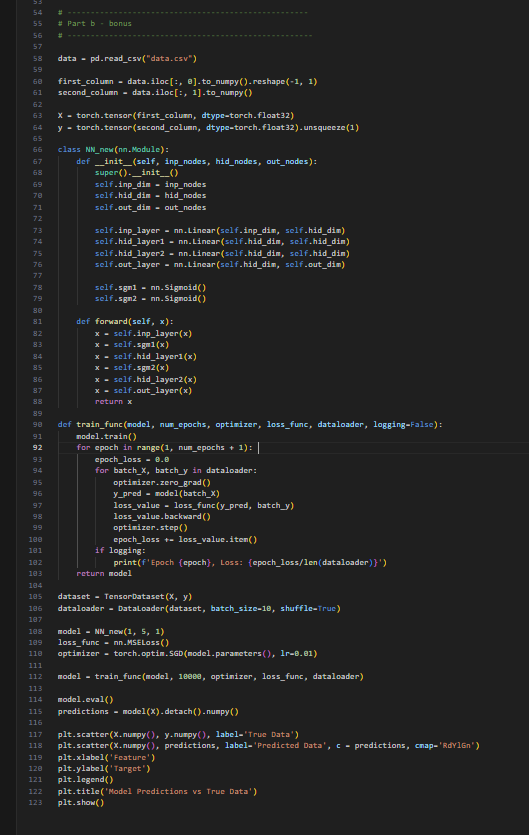 53
54 # --------------------------------------------------
55 # Part b - bonus
56 # ---------------------------------------------------
57
58 data = pd.read_csv("data.csv")
59
60 first_column = data.iloc[:, 0].to_numpy().reshape(-1, 1)
61 second_column = data.iloc[:, 1].to_numpy()
62
63 X = torch.tensor(first_column, dtype=torch.float32)
64 y = torch.tensor(second_column, dtype=torch.float32).unsqueeze(1)
65
66 class NN_new(nn.Module):
67     def __init__(self, inp_nodes, hid_nodes, out_nodes):
68         super().__init__()
69         self.inp_dim = inp_nodes
70         self.hid_dim = hid_nodes
71         self.out_dim = out_nodes
72
73         self.inp_layer = nn.Linear(self.inp_dim, self.hid_dim)
74         self.hid_layer1 = nn.Linear(self.hid_dim, self.hid_dim)
75         self.hid_layer2 = nn.Linear(self.hid_dim, self.hid_dim)
76         self.out_layer = nn.Linear(self.hid_dim, self.out_dim)
77
78         self.sgm1 = nn.Sigmoid()
79         self.sgm2 = nn.Sigmoid()
80
81     def forward(self, x):
82         x = self.inp_layer(x)
83         x = self.sgm1(x)
84         x = self.hid_layer1(x)
85         x = self.sgm2(x)
86         x = self.hid_layer2(x)
87         x = self.out_layer(x)
88         return x
89
90 def train_func(model, num_epochs, optimizer, loss_func, dataloader, logging=False):
91     model.train()
92     for epoch in range(1, num_epochs + 1):
93         epoch_loss = 0.0
94         for batch_X, batch_y in dataloader:
95             optimizer.zero_grad()
96             y_pred = model(batch_X)
97             loss_value = loss_func(y_pred, batch_y)
98             loss_value.backward()
99             optimizer.step()
100             epoch_loss += loss_value.item()
101         if logging:
102             print(f'Epoch {epoch}, Loss: {epoch_loss/len(dataloader)}')
103     return model
104
105 dataset = TensorDataset(X, y)
106 dataloader = DataLoader(dataset, batch_size=10, shuffle=True)
107
108 model = NN_new(1, 5, 1)
109 loss_func = nn.MSELoss()
110 optimizer = torch.optim.SGD(model.parameters(), lr=0.01)
111
112 model = train_func(model, 10000, optimizer, loss_func, dataloader)
113
114 model.eval()
115 predictions = model(X).detach().numpy()
116
117 plt.scatter(X.numpy(), y.numpy(), label='True Data')
118 plt.scatter(X.numpy(), predictions, label='Predicted Data', c = predictions, cmap='RdYlGn')
119 plt.xlabel('Feature')
120 plt.ylabel('Target')
121 plt.legend()
122 plt.title('Model Predictions vs True Data')
123 plt.show()